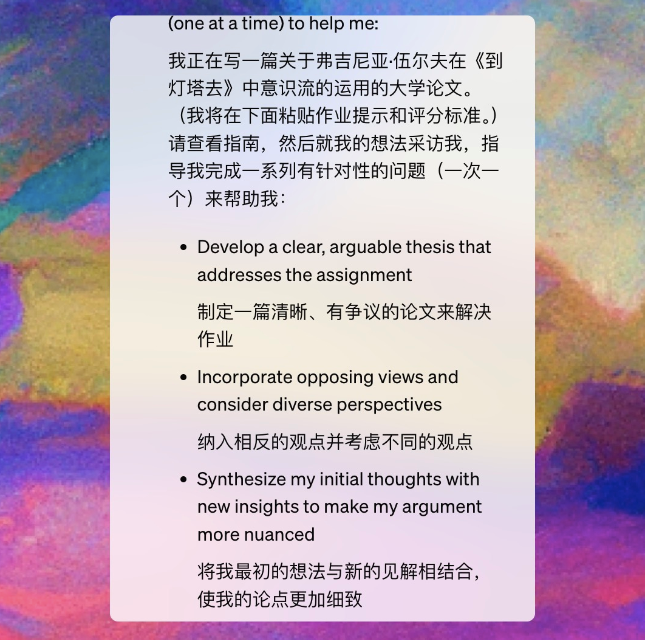 (one at a time) to help me:
我正在写一篇关于弗吉尼亚·伍尔夫在《到
灯塔去》中意识流的运用的大学论文。
（我将在下面粘贴作业提示和评分标准。）
请查看指南，然后就我的想法采访我，指
导我完成一系列有针对性的问题（一次一
个）来帮助我：
• Develop a clear, arguable thesis that
addresses the assignment
制定一篇清晰、有争议的论文来解决
作业
• Incorporate opposing views and
consider diverse perspectives
纳入相反的观点并考虑不同的观点
• Synthesize my initial thoughts with
new insights to make my argument
more nuanced
将我最初的想法与新的见解相结合，
使我的论点更加细致